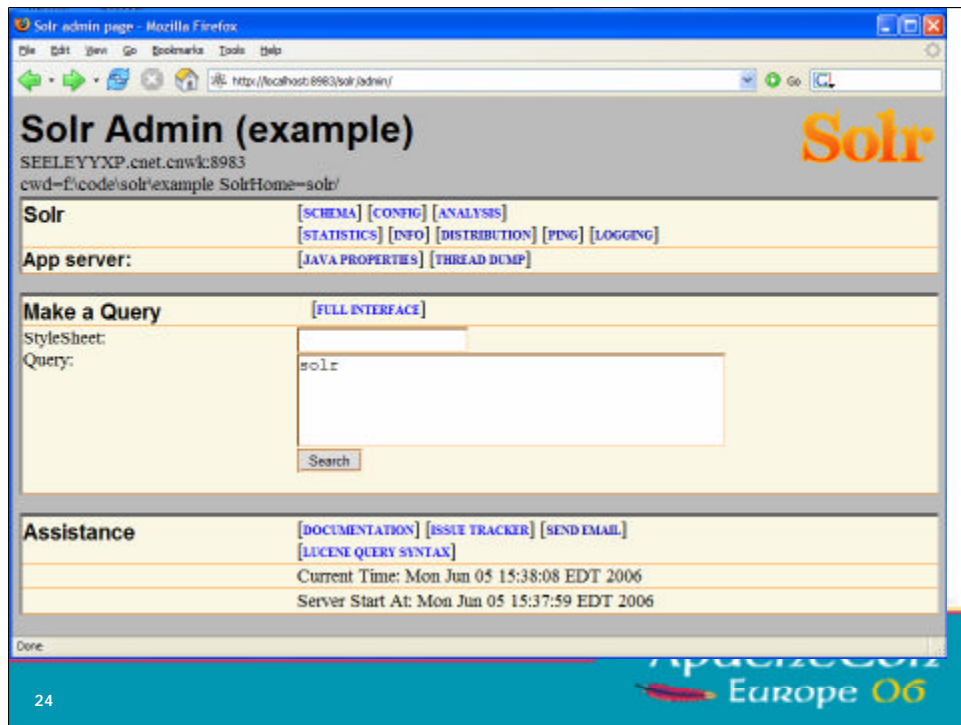 Solr admin page - Mozilla Firefox
File Edit View Go Bookmarks Tools Help
http://localhost:8983/solr/admin/
Go
Solr Admin (example)
Solr
SEELEYYXP.cnet.cnwk:8983
cwd=f:\code\solr\example SolrHome=solr/
Solr
[SCHEMA] [CONFIG] [ANALYSIS]
[STATISTICS] [INFO] [DISTRIBUTION] [PING] [LOGGING]
App server:
[JAVA PROPERTIES] [THREAD DUMP]
Make a Query
[FULL INTERFACE]
StyleSheet:
Query:
solr
Search
Assistance
[DOCUMENTATION] [ISSUE TRACKER] [SEND EMAIL]
[LUCENE QUERY SYNTAX]
Current Time: Mon Jun 05 15:38:08 EDT 2006
Server Start At: Mon Jun 05 15:37:59 EDT 2006
Done
ApacheCon
Europe 06
24